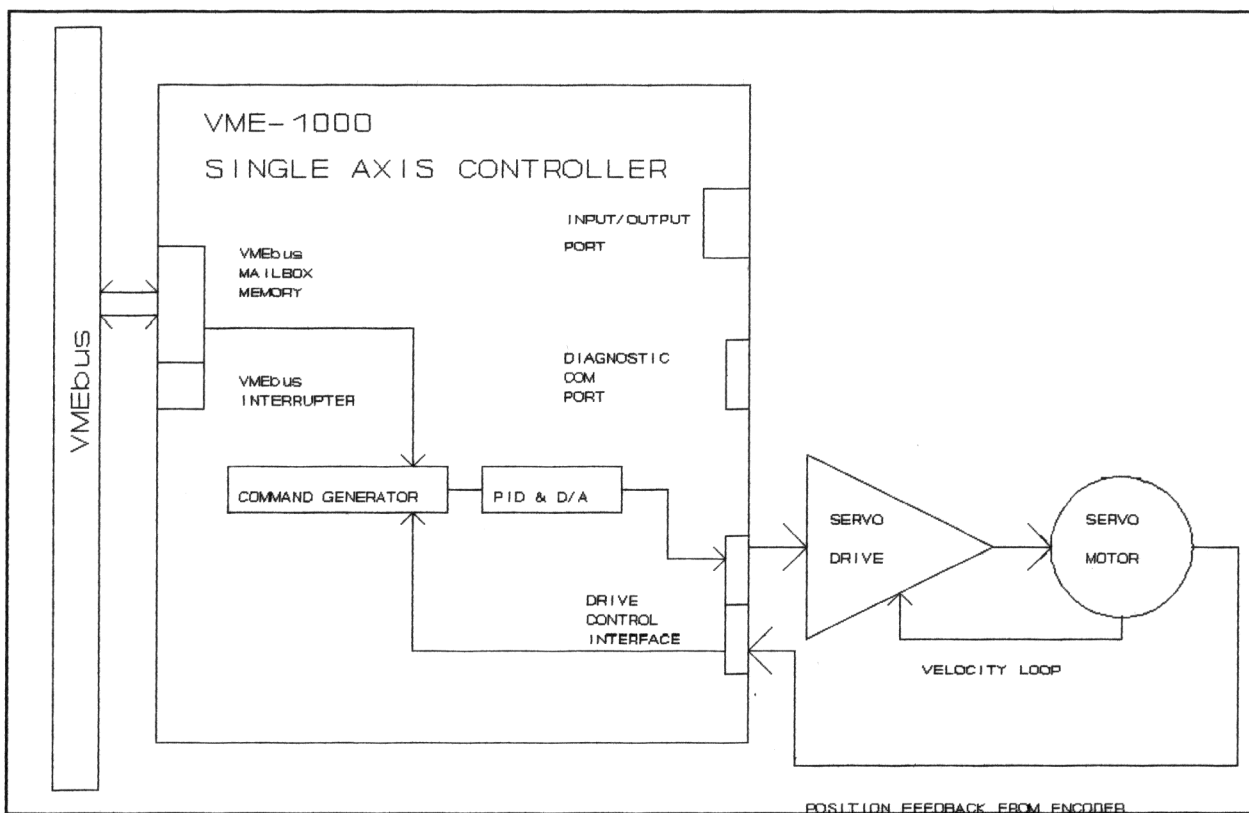 VME-1000
SINGLE AXIS CONTROLLER
INPUT/OUTPUT
PORT
VMEbus
MAILBOX
MEMORY
VMEbus
DIAGNOSTIC
COM
PORT
VMEbus
INTERRUPTER
COMMAND GENERATOR
PID & D/A
SERVO
DRIVE
SERVO
MOTOR
DRIVE
CONTROL
INTERFACE
VELOCITY LOOP
POSITION FEEDBACK FROM ENCODER